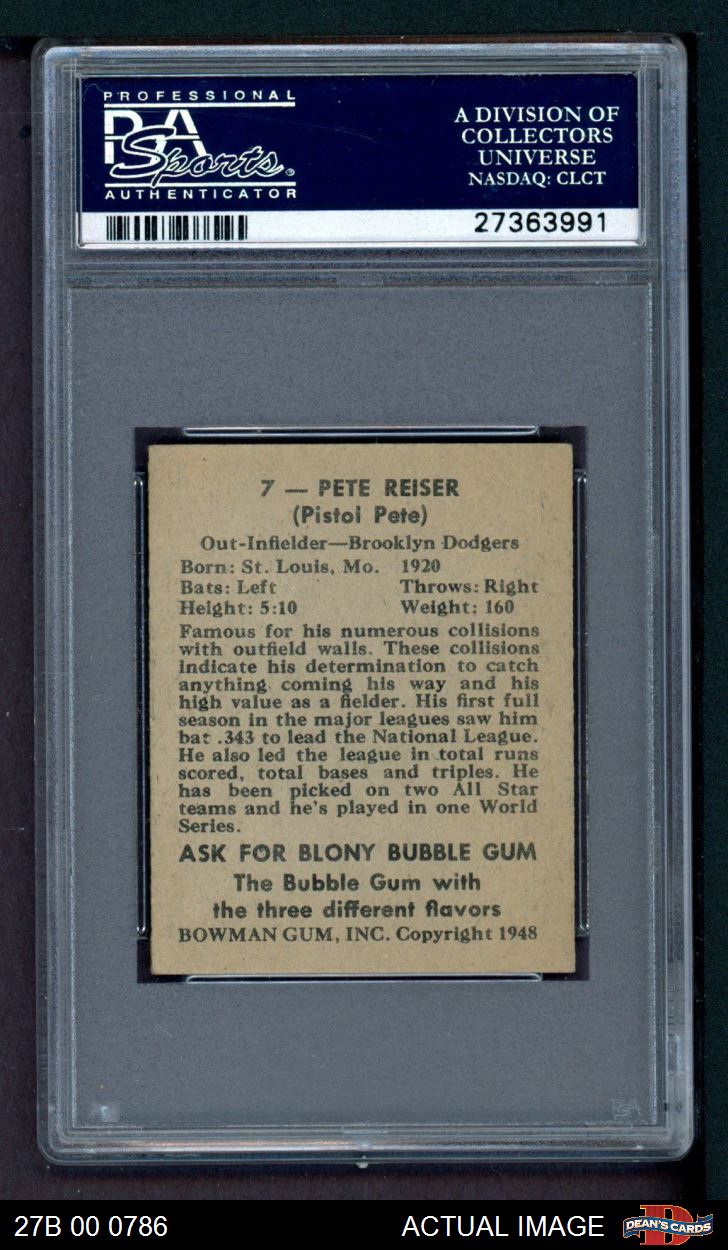 PROFESSIONAL
PSA
Sports
AUTHENTICATOR
A DIVISION OF
COLLECTORS
UNIVERSE
NASDAQ: CLCT
27363991
7 — PETE REISER
(Pistol Pete)
Out-Infielder—Brooklyn Dodgers
Born: St. Louis, Mo. 1920
Bats: Left Throws: Right
Height: 5:10 Weight: 160
Famous for his numerous collisions
with outfield walls. These collisions
indicate his determination to catch
anything coming his way and his
high value as a fielder. His first full
season in the major leagues saw him
bat .343 to lead the National League.
He also led the league in total runs
scored, total bases and triples. He
has been picked on two All Star
teams and he's played in one World
Series.
ASK FOR BLONY BUBBLE GUM
The Bubble Gum with
the three different flavors
BOWMAN GUM, INC. Copyright 1948
PSA
27B 00 0786 ACTUAL IMAGE DEAN'S CARDS